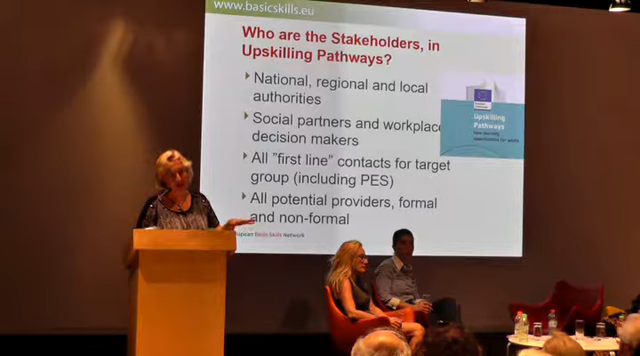 www.basicskills.eu
Who are the Stakeholders, in
Upskilling Pathways?
National, regional and local
authorities
Social partners and workplace
decision makers
All "first line" contacts for target
group (including PES)
All potential providers, formal
and non-formal
Upskilling
Pathways
European Basic Skills Network